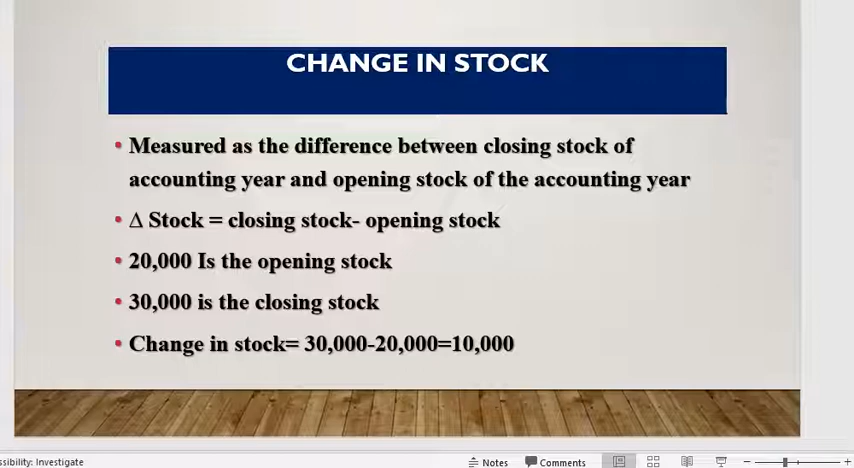 CHANGE IN STOCK
• Measured as the difference between closing stock of
accounting year and opening stock of the accounting year
• Δ Stock = closing stock- opening stock
• 20,000 Is the opening stock
• 30,000 is the closing stock
• Change in stock= 30,000-20,000=10,000
ssibility: Investigate
Notes
Comments